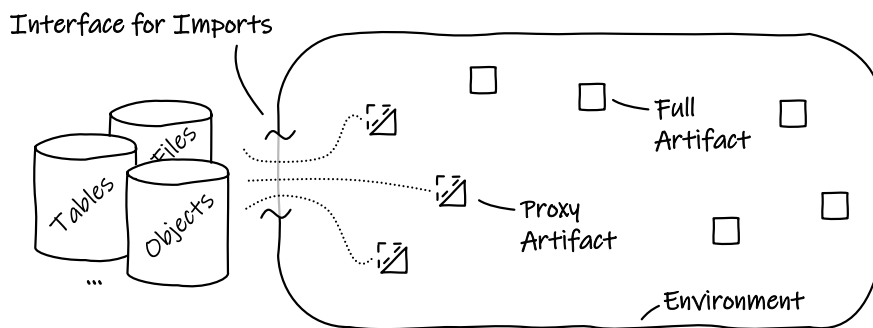 Interface for Imports
Files
Tables
Objects
...
Full
Artifact
Proxy
Artifact
Environment